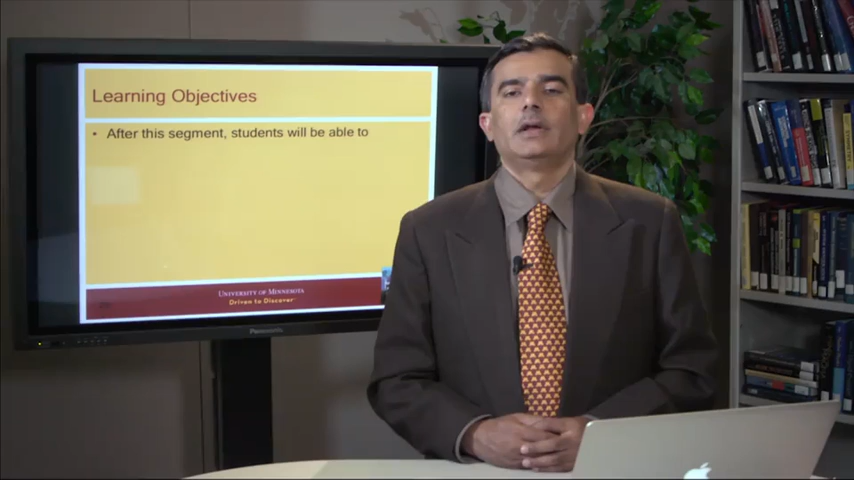 Learning Objectives
• After this segment, students will be able to
UNIVERSITY OF MINNESOTA
Driven to Discover
Panasonic